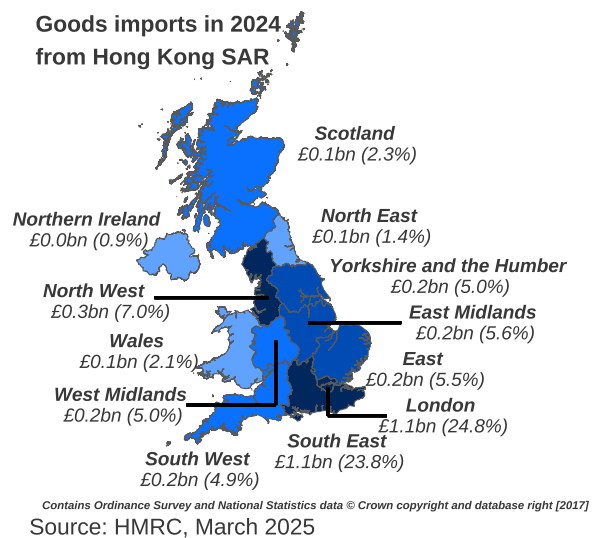 Goods imports in 2024
from Hong Kong SAR
Scotland
£0.1bn (2.3%)
Northern Ireland
£0.0bn (0.9%)
North East
£0.1bn (1.4%)
Yorkshire and the Humber
£0.2bn (5.0%)
North West
£0.3bn (7.0%)
East Midlands
£0.2bn (5.6%)
Wales
£0.1bn (2.1%)
East
£0.2bn (5.5%)
West Midlands
£0.2bn (5.0%)
London
£1.1bn (24.8%)
South East
£1.1bn (23.8%)
South West
£0.2bn (4.9%)
Contains Ordinance Survey and National Statistics data © Crown copyright and database right [2017]
Source: HMRC, March 2025